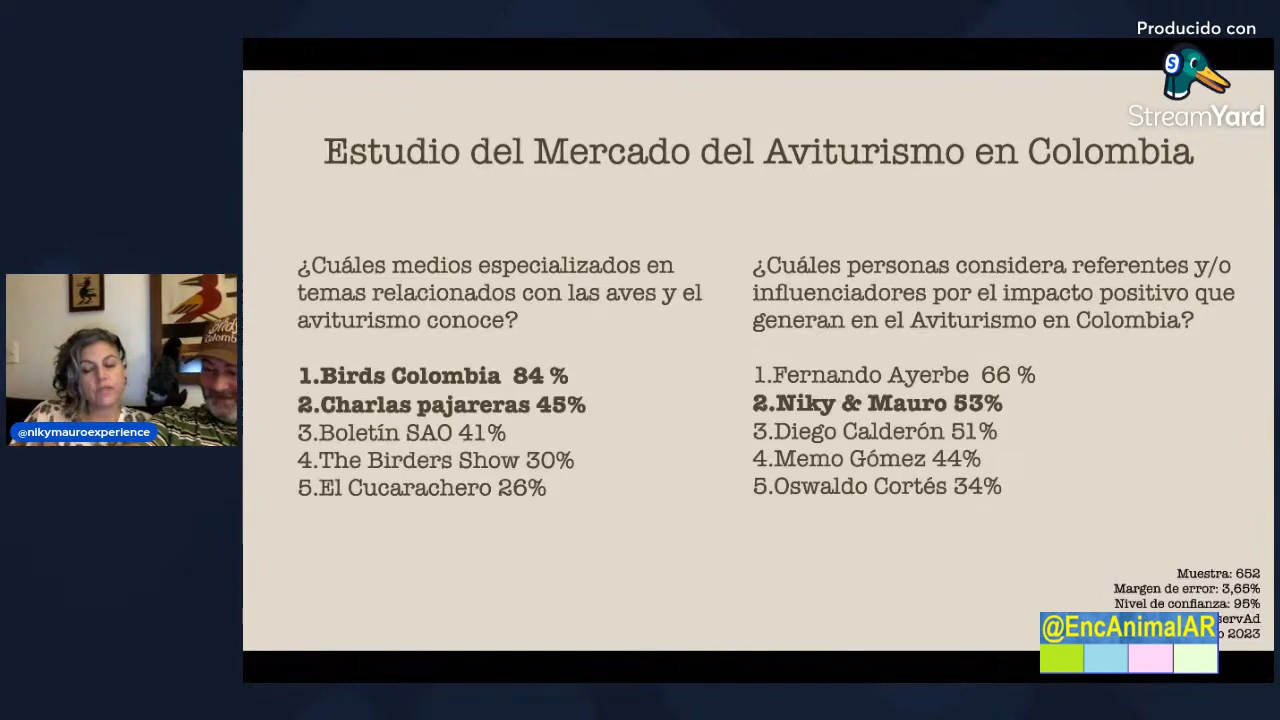 Producido con
StreamYard
Estudio del Mercado del Aviturismo en Colombia
¿Cuáles medios especializados en
temas relacionados con las aves y el
aviturismo conoce?
1.Birds Colombia 84 %
2.Charlas pajareras 45%
3.Boletín SAO 41%
4.The Birders Show 30%
5.El Cucarachero 26%
¿Cuáles personas considera referentes y/o
influenciadores por el impacto positivo que
generan en el Aviturismo en Colombia?
1.Fernando Ayerbe 66 %
2.Niky & Mauro 53%
3.Diego Calderón 51%
4.Memo Gómez 44%
5.Oswaldo Cortés 34%
@nikymauroexperience
Muestra: 652
Margen de error: 3,65%
Nivel de confianza: 95%
@EncAnimalAR
2023